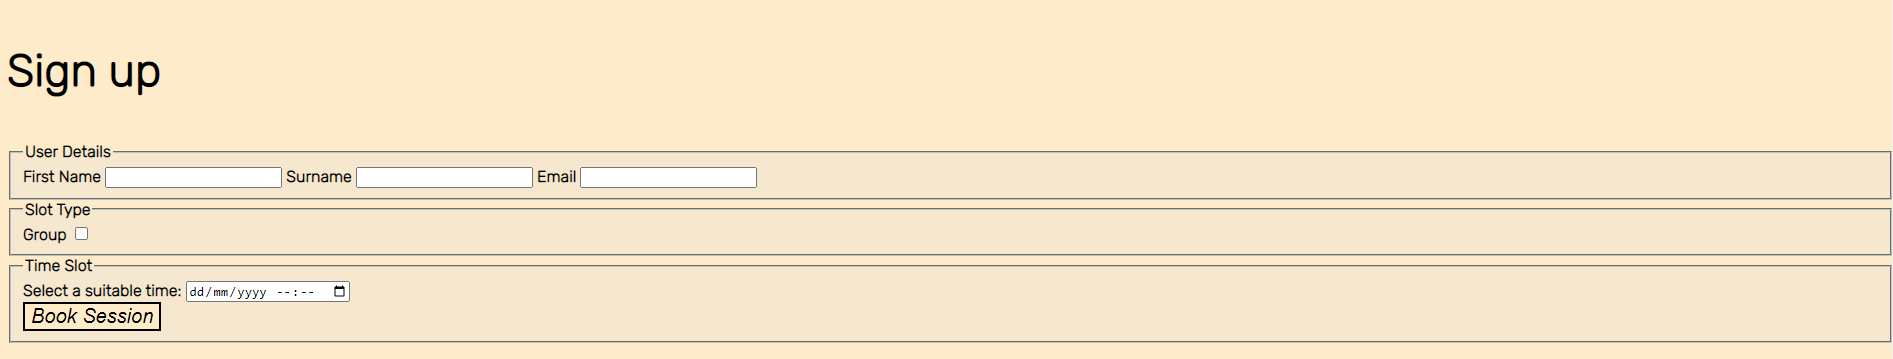 Sign up
User Details
First Name Surname Email
Slot Type
Group
Time Slot
Select a suitable time: dd/mm/yyyy --:--
Book Session